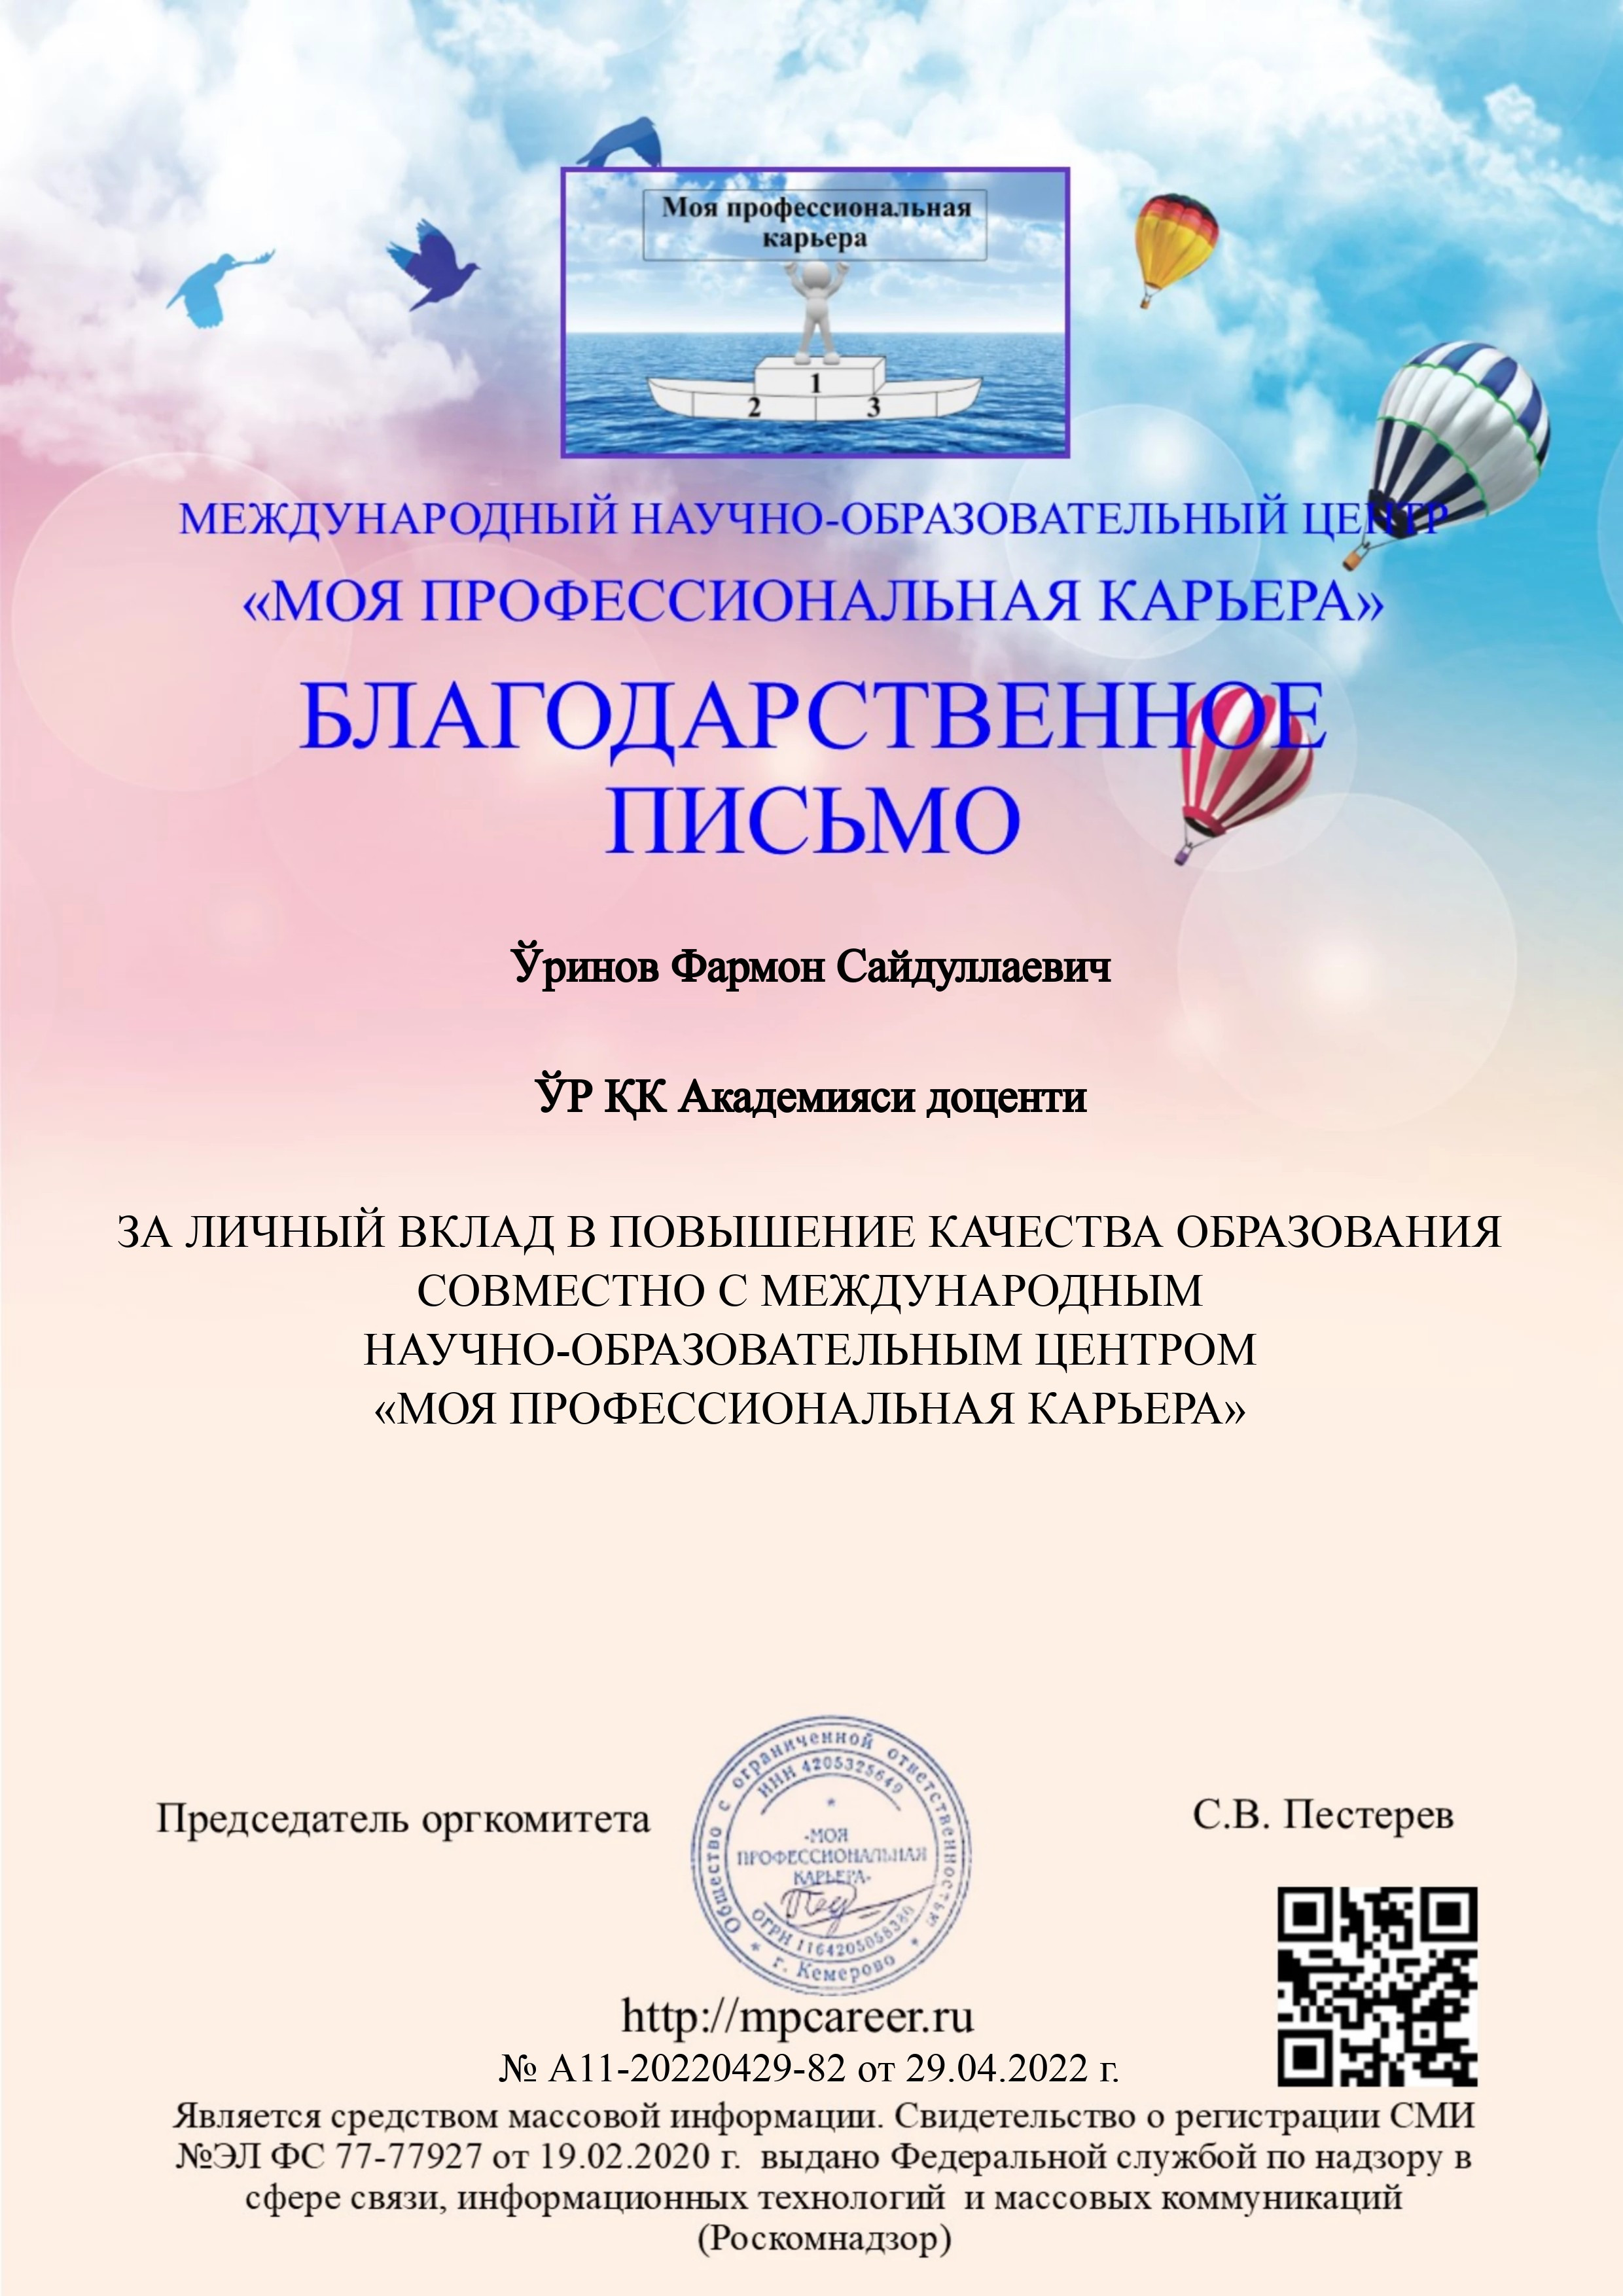 Моя профессиональная
карьера
1
2
3
МЕЖДУНАРОДНЫЙ НАУЧНО-ОБРАЗОВАТЕЛЬНЫЙ ЦЕНТР
«МОЯ ПРОФЕССИОНАЛЬНАЯ КАРЬЕРА»
БЛАГОДАРСТВЕННОЕ
ПИСЬМО
Ўринов Фармон Сайдуллаевич
ЎР ҚК Академияси доценти
ЗА ЛИЧНЫЙ ВКЛАД В ПОВЫШЕНИЕ КАЧЕСТВА ОБРАЗОВАНИЯ
СОВМЕСТНО С МЕЖДУНАРОДНЫМ
НАУЧНО-ОБРАЗОВАТЕЛЬНЫМ ЦЕНТРОМ
«МОЯ ПРОФЕССИОНАЛЬНАЯ КАРЬЕРА»
Председатель оргкомитета
Общество с ограниченной ответственностью
ИНН 4205325649
«МОЯ
ПРОФЕССИОНАЛЬНАЯ
КАРЬЕРА»
ОГРН 1164205058380
г. Кемерово
С.В. Пестерев
http://mpcareer.ru
№ А11-20220429-82 от 29.04.2022 г.
Является средством массовой информации. Свидетельство о регистрации СМИ
№ЭЛ ФС 77-77927 от 19.02.2020 г. выдано Федеральной службой по надзору в
сфере связи, информационных технологий и массовых коммуникаций
(Роскомнадзор)